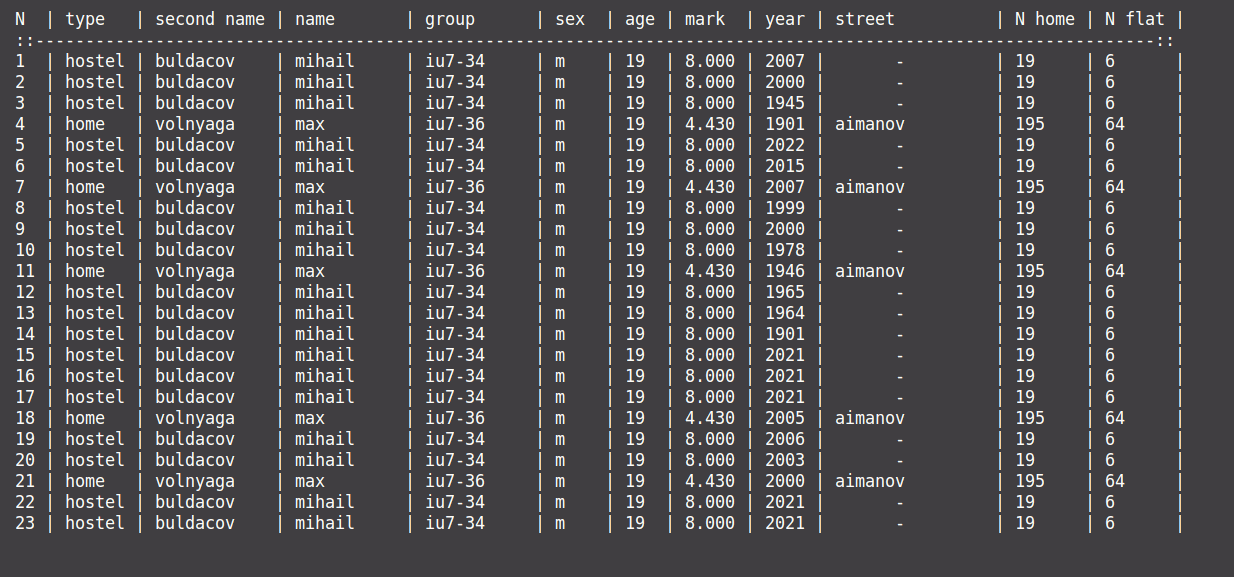 N  | type   | second name | name       | group      | sex  | age | mark  | year | street          | N home | N flat |
::----------------------------------------------------------------------------------------------------------------::
1  | hostel | buldacov    | mihail     | iu7-34     | m    | 19  | 8.000 | 2007 |       -         | 19     | 6      |
2  | hostel | buldacov    | mihail     | iu7-34     | m    | 19  | 8.000 | 2000 |       -         | 19     | 6      |
3  | hostel | buldacov    | mihail     | iu7-34     | m    | 19  | 8.000 | 1945 |       -         | 19     | 6      |
4  | home   | volnyaga    | max        | iu7-36     | m    | 19  | 4.430 | 1901 | aimanov         | 195    | 64     |
5  | hostel | buldacov    | mihail     | iu7-34     | m    | 19  | 8.000 | 2022 |       -         | 19     | 6      |
6  | hostel | buldacov    | mihail     | iu7-34     | m    | 19  | 8.000 | 2015 |       -         | 19     | 6      |
7  | home   | volnyaga    | max        | iu7-36     | m    | 19  | 4.430 | 2007 | aimanov         | 195    | 64     |
8  | hostel | buldacov    | mihail     | iu7-34     | m    | 19  | 8.000 | 1999 |       -         | 19     | 6      |
9  | hostel | buldacov    | mihail     | iu7-34     | m    | 19  | 8.000 | 2000 |       -         | 19     | 6      |
10 | hostel | buldacov    | mihail     | iu7-34     | m    | 19  | 8.000 | 1978 |       -         | 19     | 6      |
11 | home   | volnyaga    | max        | iu7-36     | m    | 19  | 4.430 | 1946 | aimanov         | 195    | 64     |
12 | hostel | buldacov    | mihail     | iu7-34     | m    | 19  | 8.000 | 1965 |       -         | 19     | 6      |
13 | hostel | buldacov    | mihail     | iu7-34     | m    | 19  | 8.000 | 1964 |       -         | 19     | 6      |
14 | hostel | buldacov    | mihail     | iu7-34     | m    | 19  | 8.000 | 1901 |       -         | 19     | 6      |
15 | hostel | buldacov    | mihail     | iu7-34     | m    | 19  | 8.000 | 2021 |       -         | 19     | 6      |
16 | hostel | buldacov    | mihail     | iu7-34     | m    | 19  | 8.000 | 2021 |       -         | 19     | 6      |
17 | hostel | buldacov    | mihail     | iu7-34     | m    | 19  | 8.000 | 2021 |       -         | 19     | 6      |
18 | home   | volnyaga    | max        | iu7-36     | m    | 19  | 4.430 | 2005 | aimanov         | 195    | 64     |
19 | hostel | buldacov    | mihail     | iu7-34     | m    | 19  | 8.000 | 2006 |       -         | 19     | 6      |
20 | hostel | buldacov    | mihail     | iu7-34     | m    | 19  | 8.000 | 2003 |       -         | 19     | 6      |
21 | home   | volnyaga    | max        | iu7-36     | m    | 19  | 4.430 | 2000 | aimanov         | 195    | 64     |
22 | hostel | buldacov    | mihail     | iu7-34     | m    | 19  | 8.000 | 2021 |       -         | 19     | 6      |
23 | hostel | buldacov    | mihail     | iu7-34     | m    | 19  | 8.000 | 2021 |       -         | 19     | 6      |